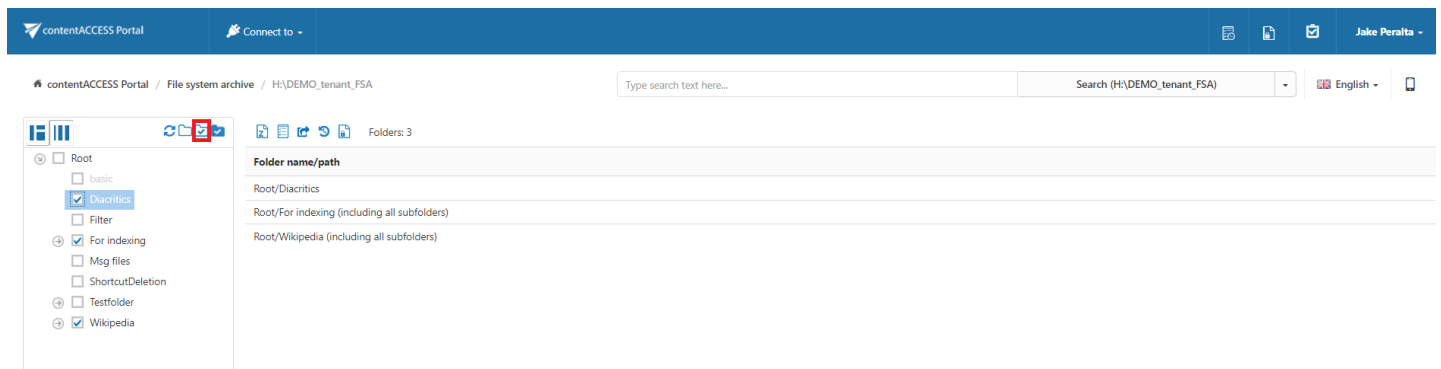 contentACCESS Portal
Connect to
Jake Peralta
contentACCESS Portal / File system archive / H:\DEMO_tenant_FSA
Type search text here...
Search (H:\DEMO_tenant_FSA)
English
Folders: 3
Root
basic
Diacritics
Filter
For indexing
Msg files
ShortcutDeletion
Testfolder
Wikipedia
Folder name/path
Root/Diacritics
Root/For indexing (including all subfolders)
Root/Wikipedia (including all subfolders)